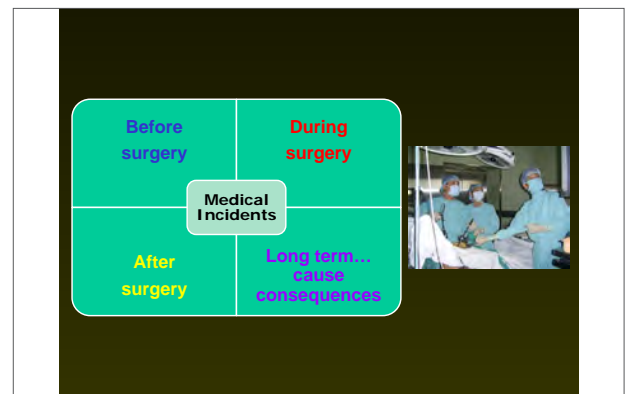 Before
surgery
During
surgery
Medical
Incidents
After
surgery
Long term...
cause
consequences